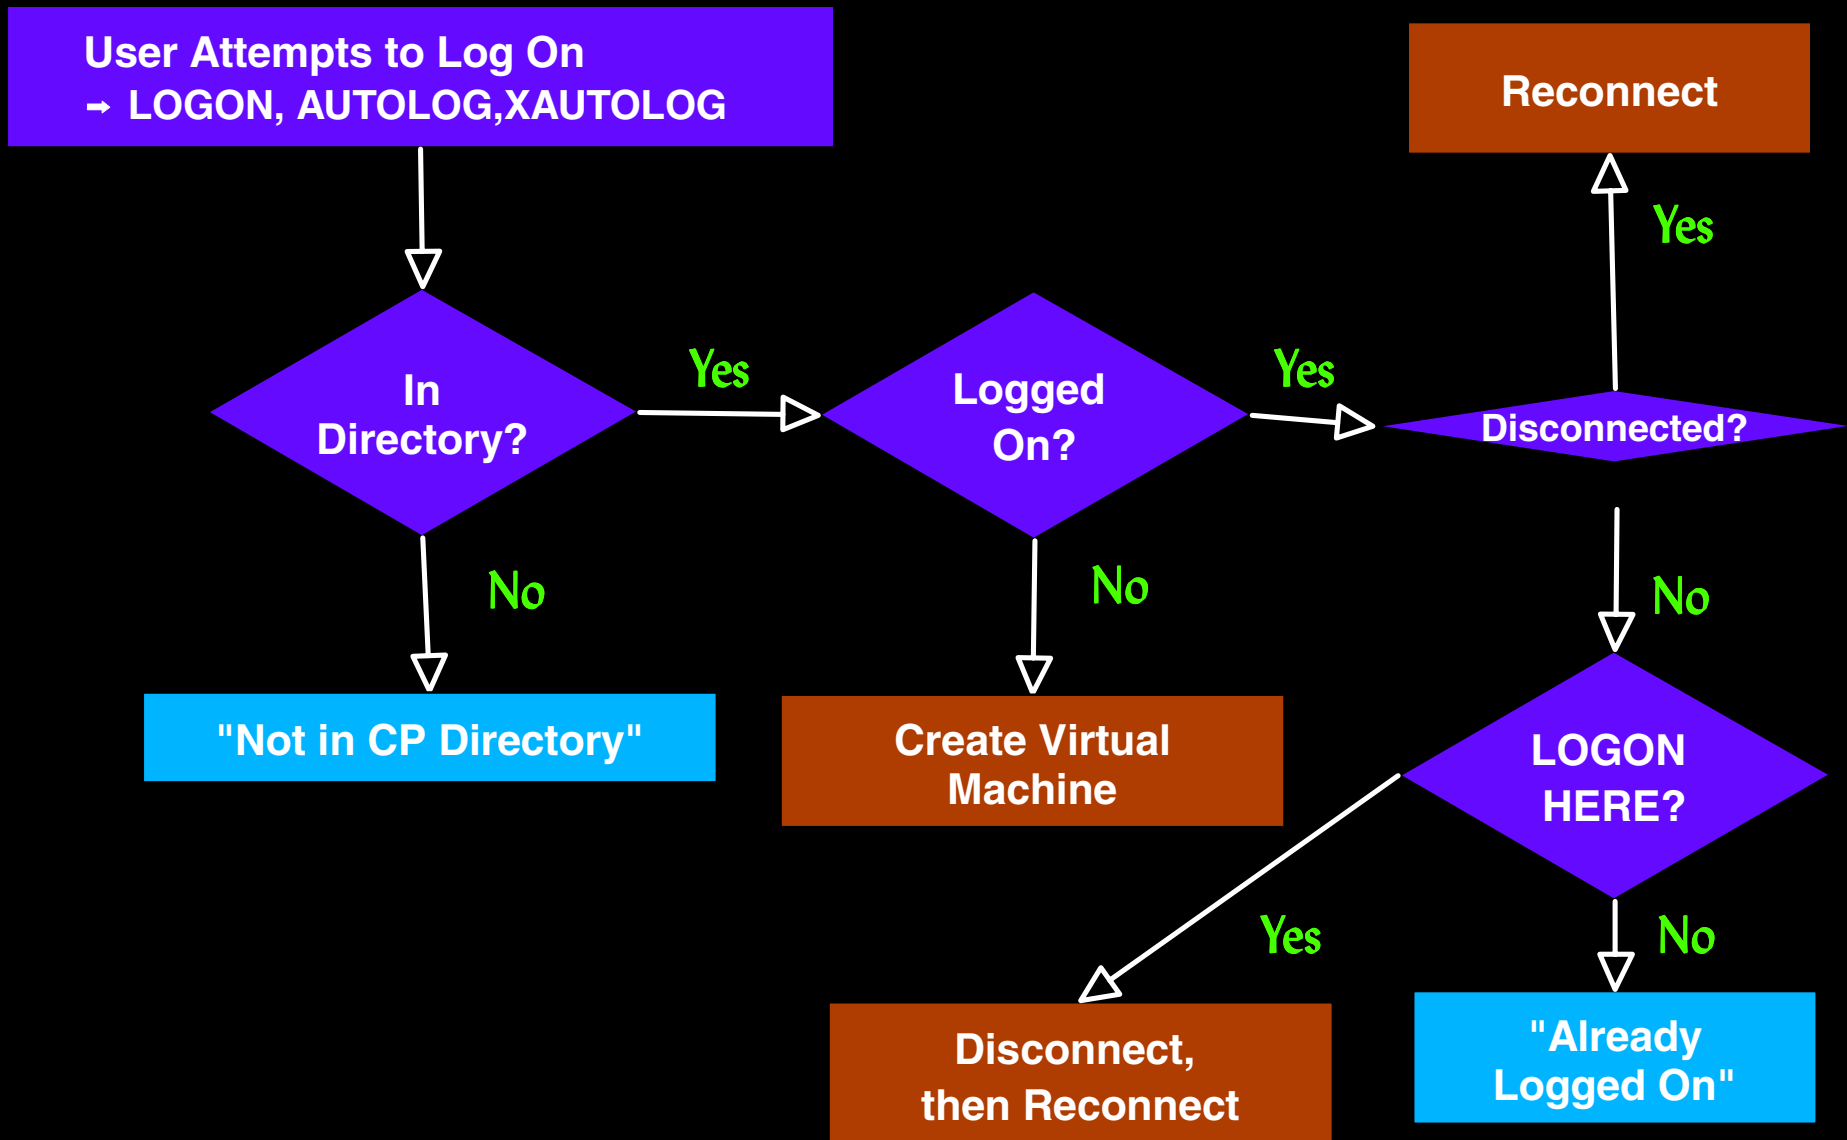 User Attempts to Log On
→ LOGON, AUTOLOG,XAUTOLOG
Reconnect
Yes
In
Directory?
Yes
Logged
On?
Yes
Disconnected?
No
No
No
"Not in CP Directory"
Create Virtual
Machine
LOGON
HERE?
Yes
No
Disconnect,
then Reconnect
"Already
Logged On"